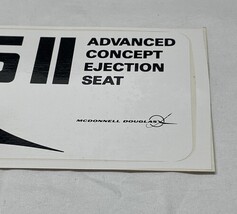 S II
ADVANCED
CONCEPT
EJECTION
SEAT
MCDONNELL DOUGLAS